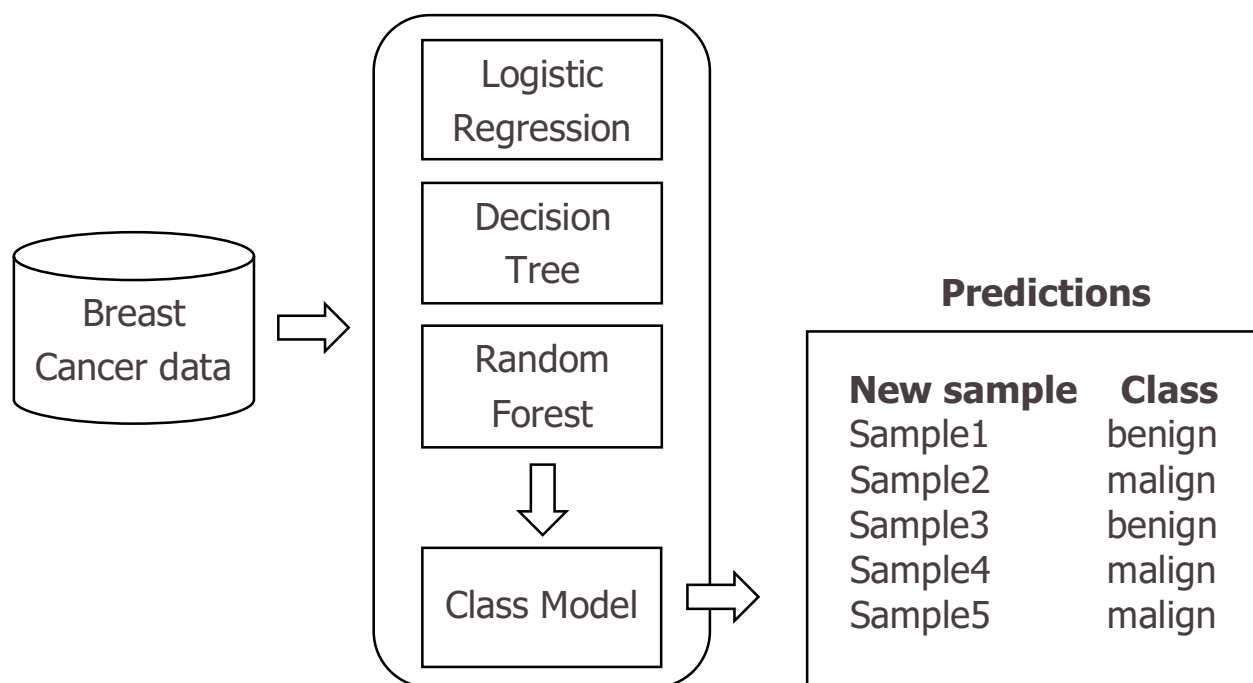 Logistic
Regression
Decision
Tree
Random
Forest
Class Model
Breast
Cancer data
Predictions
New sample Class
Sample1 benign
Sample2 malign
Sample3 benign
Sample4 malign
Sample5 malign